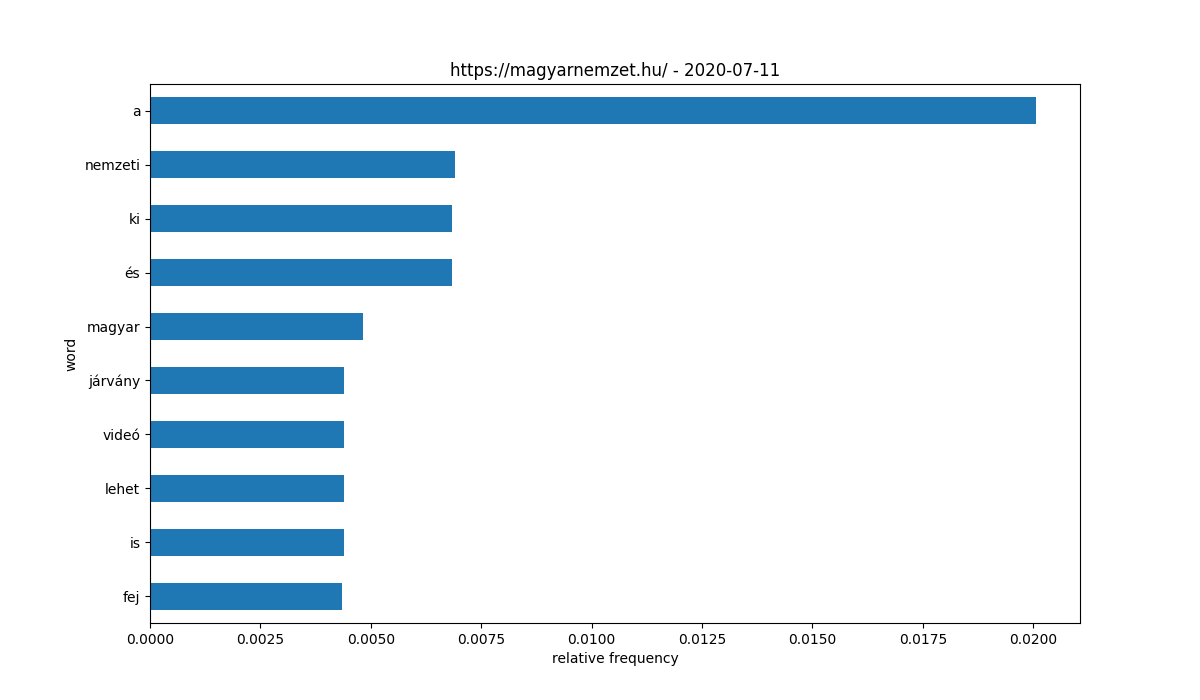 https://magyarnemzet.hu/ - 2020-07-11
word
a
nemzeti
ki
és
magyar
járvány
videó
lehet
is
fej
0.0000 0.0025 0.0050 0.0075 0.0100 0.0125 0.0150 0.0175 0.0200
relative frequency